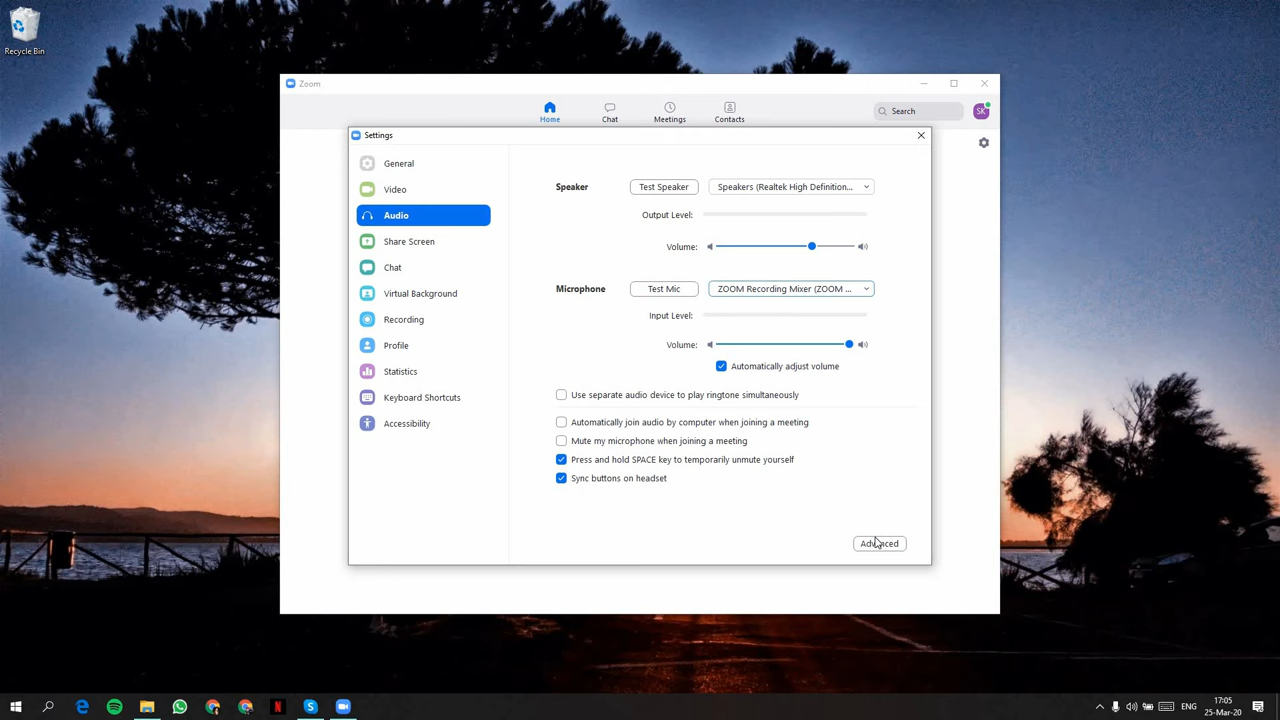 Recycle Bin
Zoom
Home
Chat
Meetings
Contacts
Search
SK
Settings
General
Video
Audio
Share Screen
Chat
Virtual Background
Recording
Profile
Statistics
Keyboard Shortcuts
Accessibility
Speaker
Test Speaker
Speakers (Realtek High Definition...
Output Level:
Volume:
Microphone
Test Mic
ZOOM Recording Mixer (ZOOM ...
Input Level:
Volume:
Automatically adjust volume
Use separate audio device to play ringtone simultaneously
Automatically join audio by computer when joining a meeting
Mute my microphone when joining a meeting
Press and hold SPACE key to temporarily unmute yourself
Sync buttons on headset
Advanced
17:05
25-Mar-20